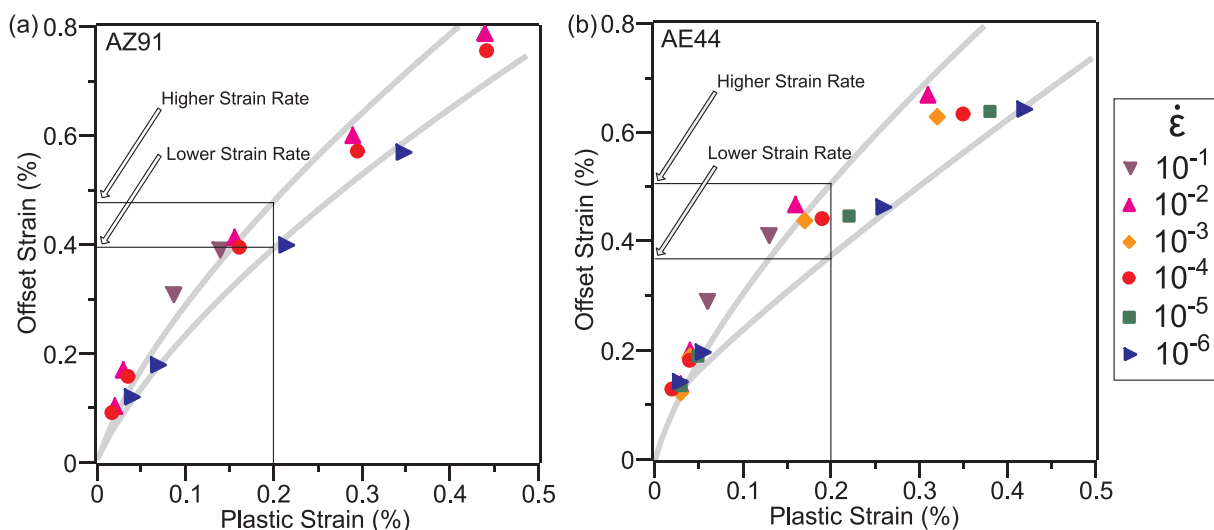 (a)
AZ91
Offset Strain (%)
0.8
0.6
0.4
0.2
0
Higher Strain Rate
Lower Strain Rate
0
0.1
0.2
0.3
0.4
0.5
Plastic Strain (%)
(b)
AE44
Offset Strain (%)
0.8
0.6
0.4
0.2
0
Higher Strain Rate
Lower Strain Rate
0
0.1
0.2
0.3
0.4
0.5
Plastic Strain (%)
ε̇
10⁻¹
10⁻²
10⁻³
10⁻⁴
10⁻⁵
10⁻⁶